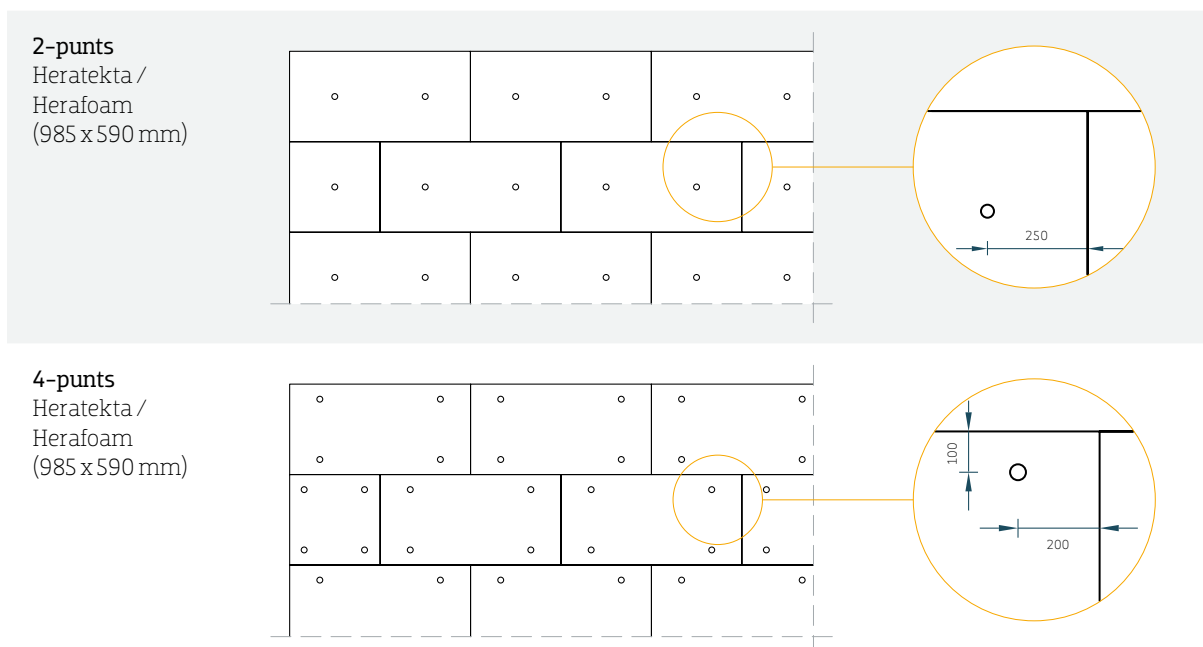 2-punts
Heratekta /
Herafoam
(985 x 590 mm)
250
4-punts
Heratekta /
Herafoam
(985 x 590 mm)
100
200